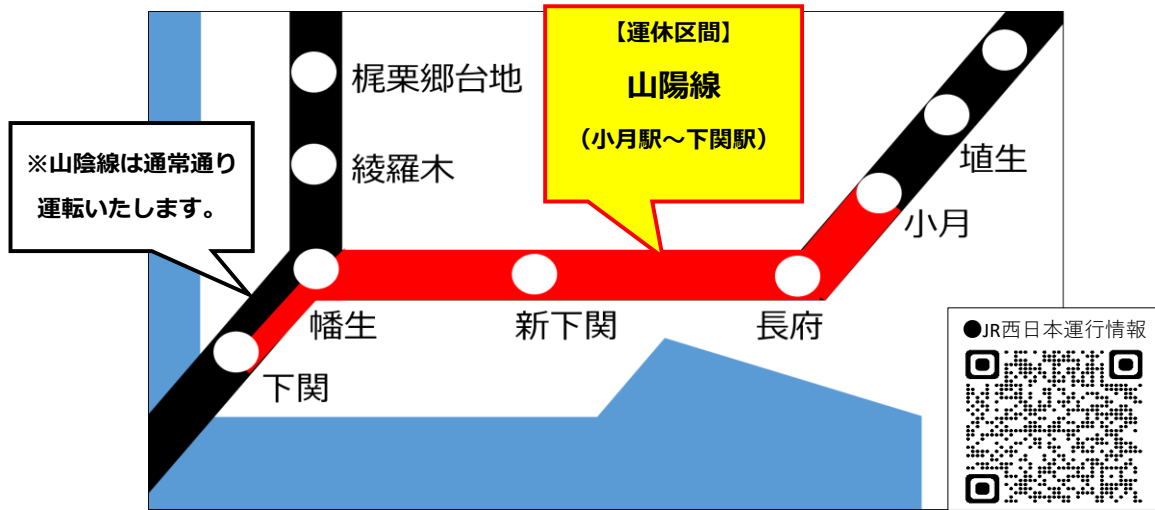 【運休区間】
山陽線
（小月駅～下関駅）
※山陰線は通常通り
運転いたします。
梶栗郷台地
綾羅木
埴生
小月
幡生
新下関
長府
下関
●JR西日本運行情報